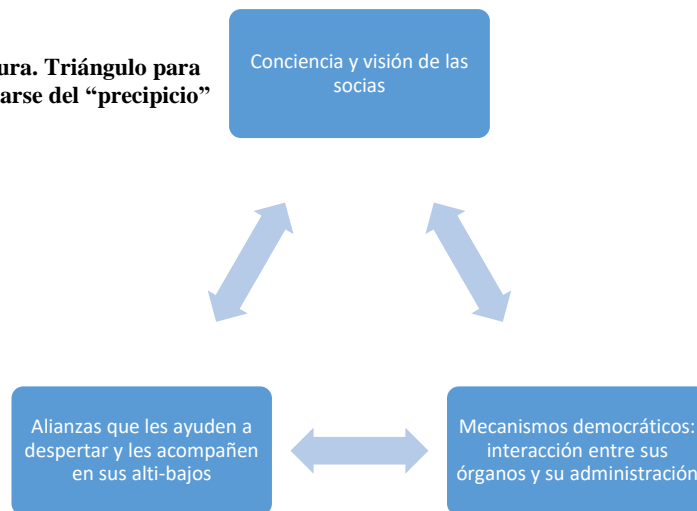 ura. Triángulo para
arse del “precipicio”
Conciencia y visión de las
socias
Alianzas que les ayuden a
despertar y les acompañen
en sus alti-bajos
Mecanismos democráticos:
interacción entre sus
órganos y su administración